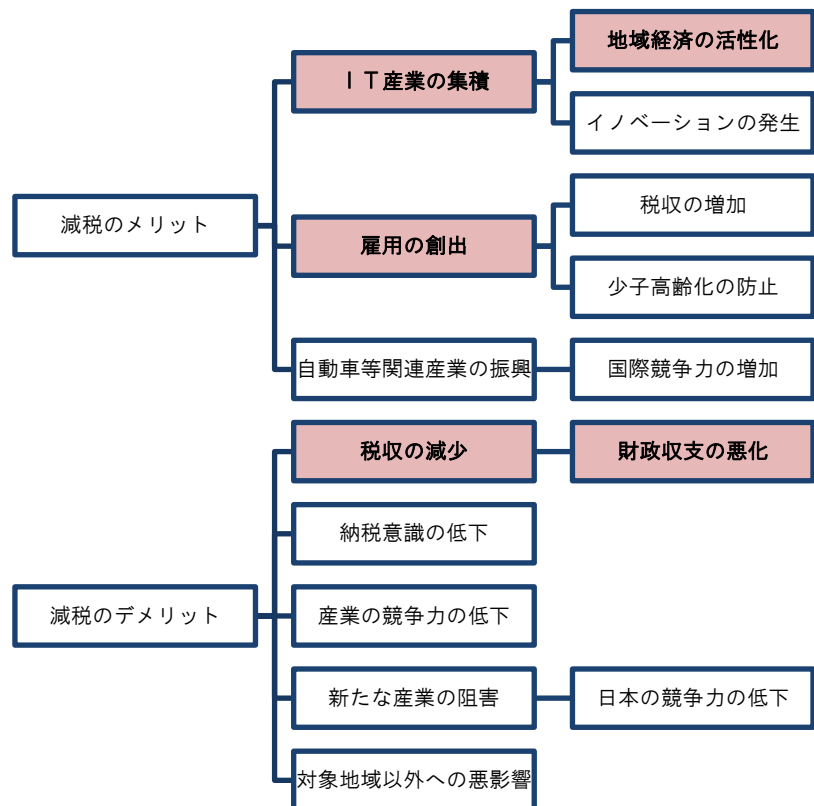 減税のメリット
ＩＴ産業の集積
地域経済の活性化
イノベーションの発生
雇用の創出
税収の増加
少子高齢化の防止
自動車等関連産業の振興
国際競争力の増加
減税のデメリット
税収の減少
財政収支の悪化
納税意識の低下
産業の競争力の低下
新たな産業の阻害
日本の競争力の低下
対象地域以外への悪影響